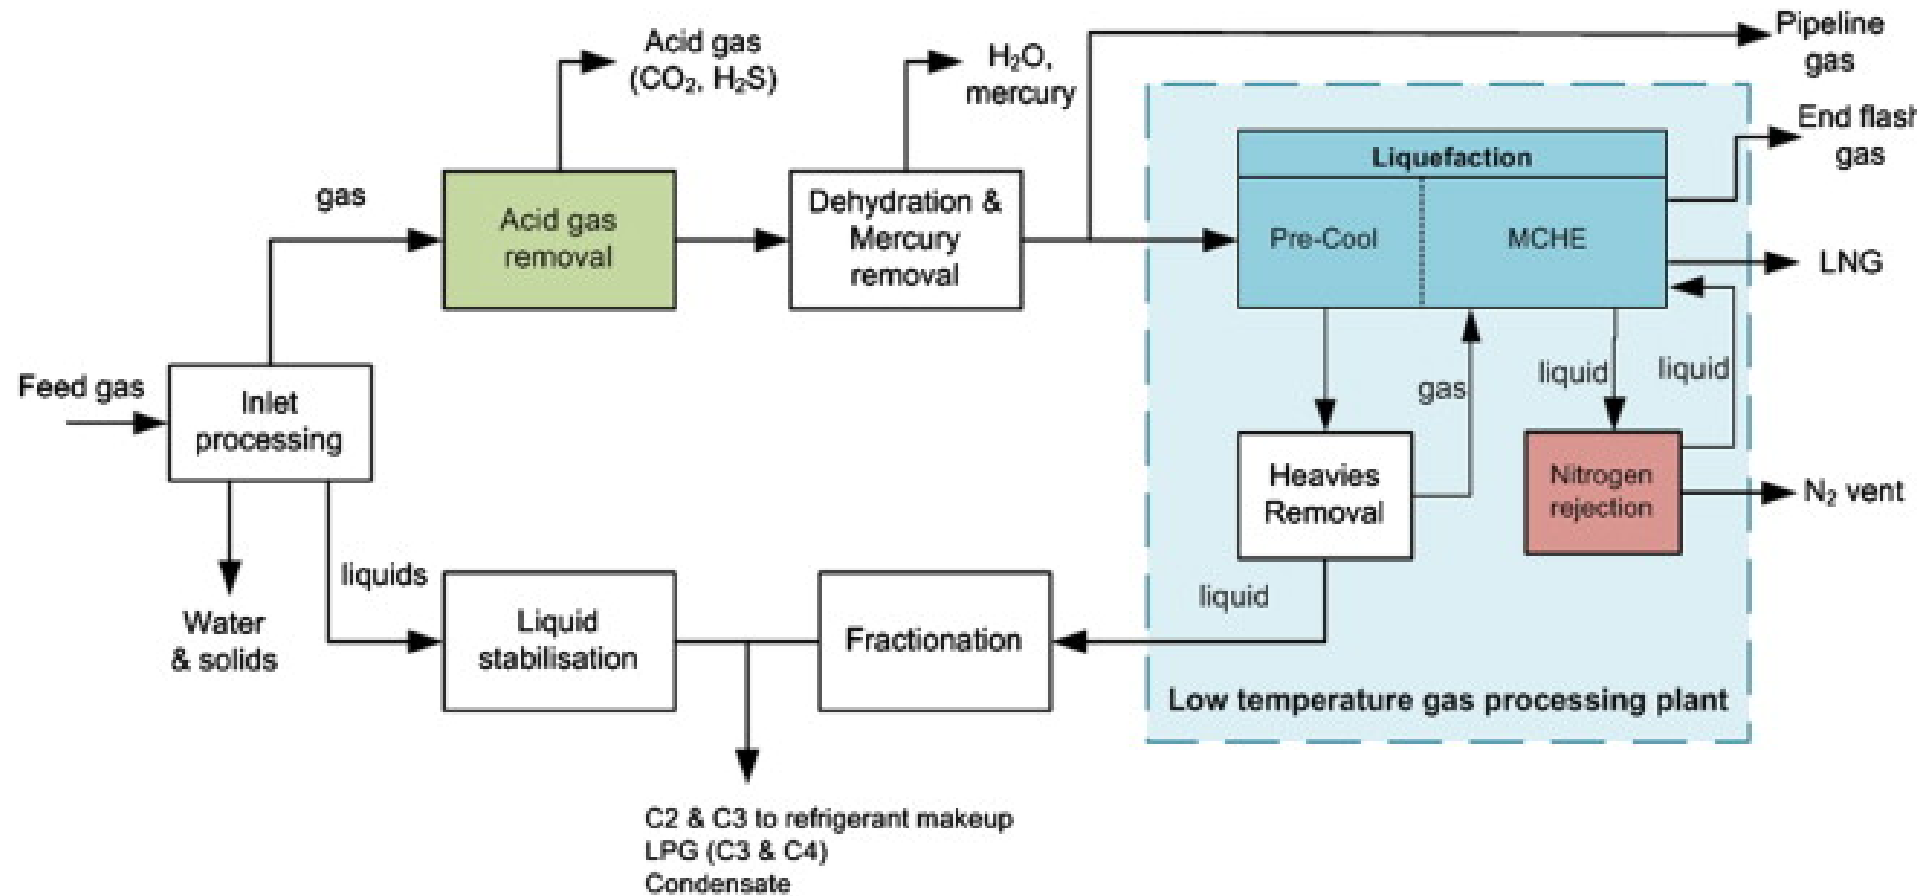 Acid gas
(CO₂, H₂S)
H₂O,
mercury
Pipeline
gas
End flash
gas
Liquefaction
Pre-Cool
MCHE
LNG
gas
Acid gas
removal
Dehydration &
Mercury
removal
Feed gas
Inlet
processing
gas
liquid
liquid
Heavies
Removal
Nitrogen
rejection
N₂ vent
liquids
liquid
Water
& solids
Liquid
stabilisation
Fractionation
Low temperature gas processing plant
C2 & C3 to refrigerant makeup
LPG (C3 & C4)
Condensate